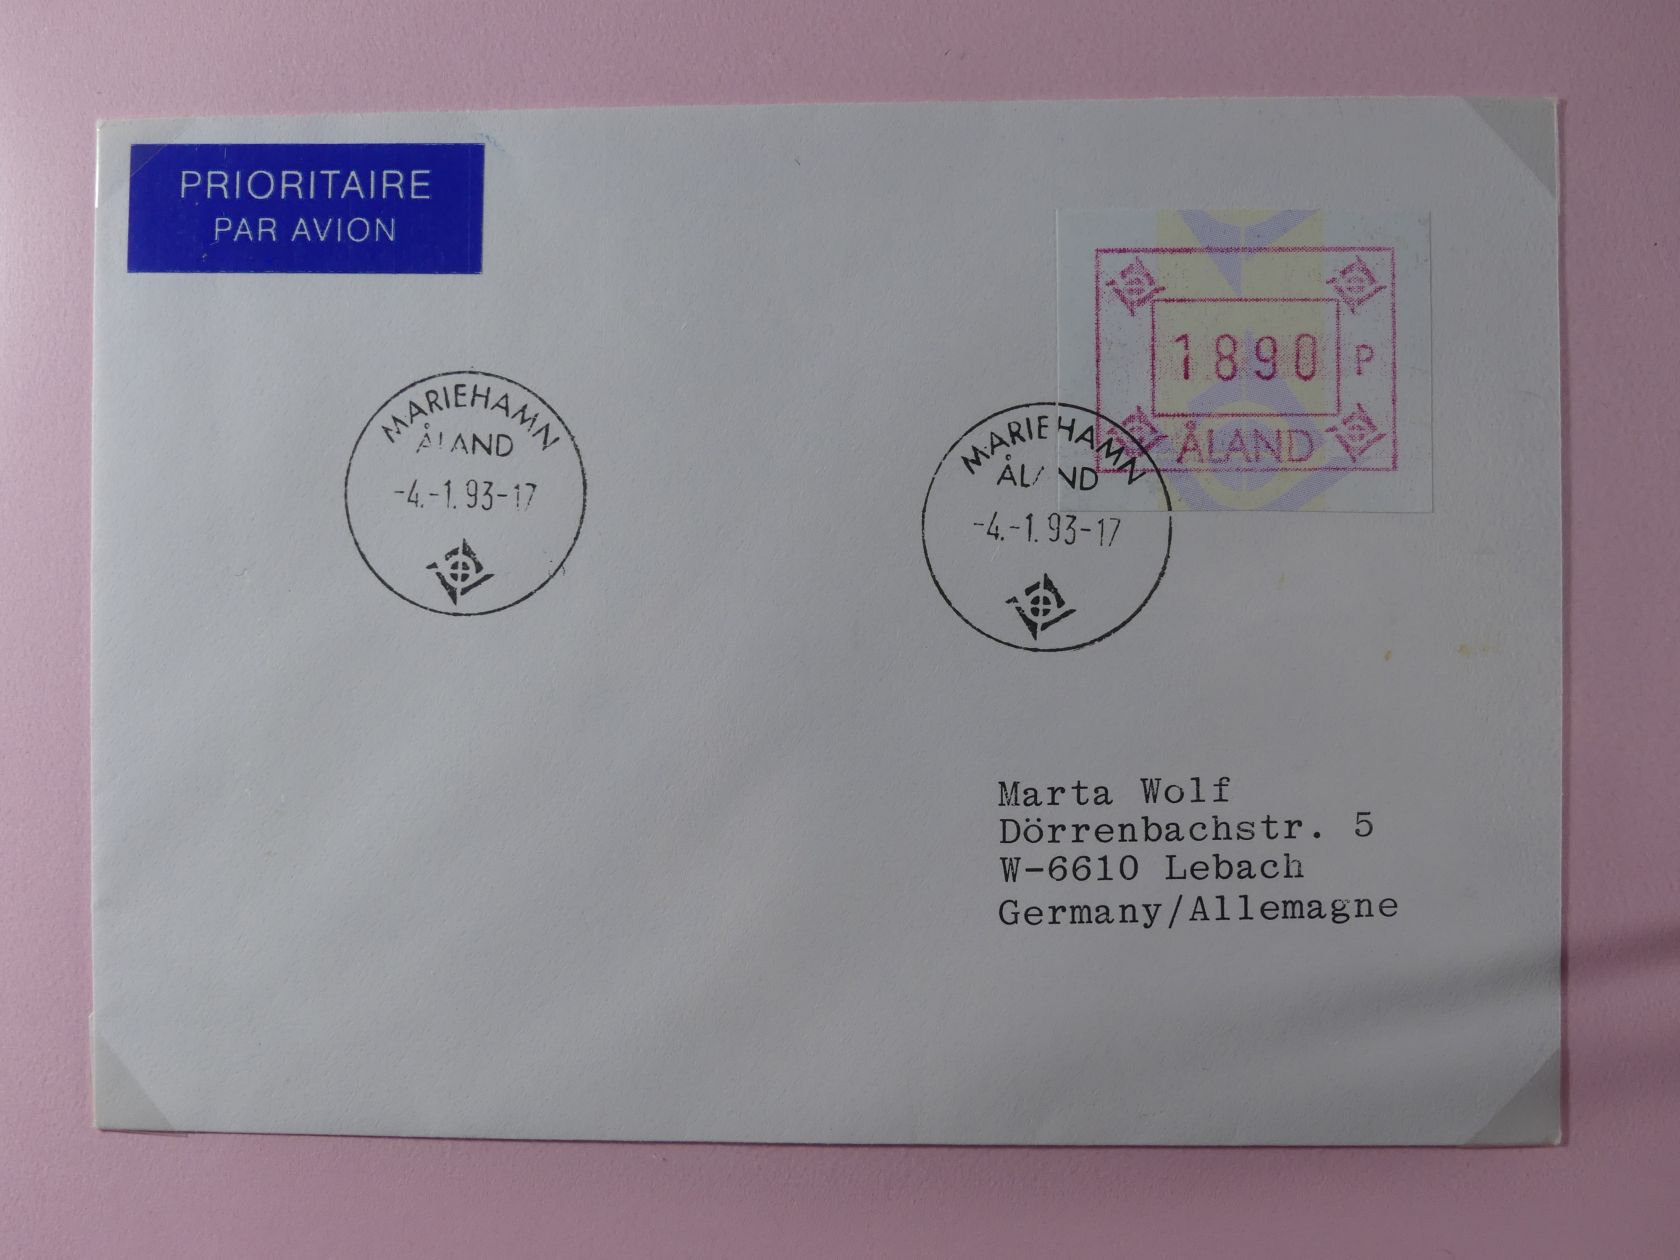 PRIORITAIRE
PAR AVION
1890 P
ÅLAND
MARIEHAMN
ÅLAND
-4.-1.93-17
MARIEHAMN
ÅLAND
-4.-1.93-17
Marta Wolf
Dörrenbachstr. 5
W-6610 Lebach
Germany/Allemagne